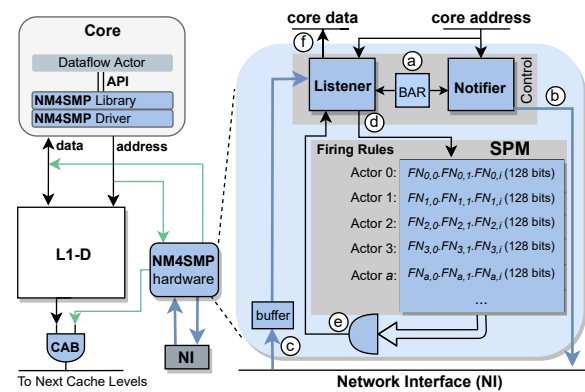 Core
Dataflow Actor
API
NM4SMP Library
NM4SMP Driver
data
address
L1-D
NM4SMP
hardware
CAB
NI
To Next Cache Levels
core data
core address
f
a
Listener
BAR
Notifier
Control
b
d
Firing Rules
SPM
Actor 0:
FN0,0.FN0,1.FN0,i (128 bits)
Actor 1:
FN1,0.FN1,1.FN1,i (128 bits)
Actor 2:
FN2,0.FN2,1.FN2,i (128 bits)
Actor 3:
FN3,0.FN3,1.FN3,i (128 bits)
Actor a:
FNa,0.FNa,1.FNa,i (128 bits)
...
buffer
e
c
Network Interface (NI)